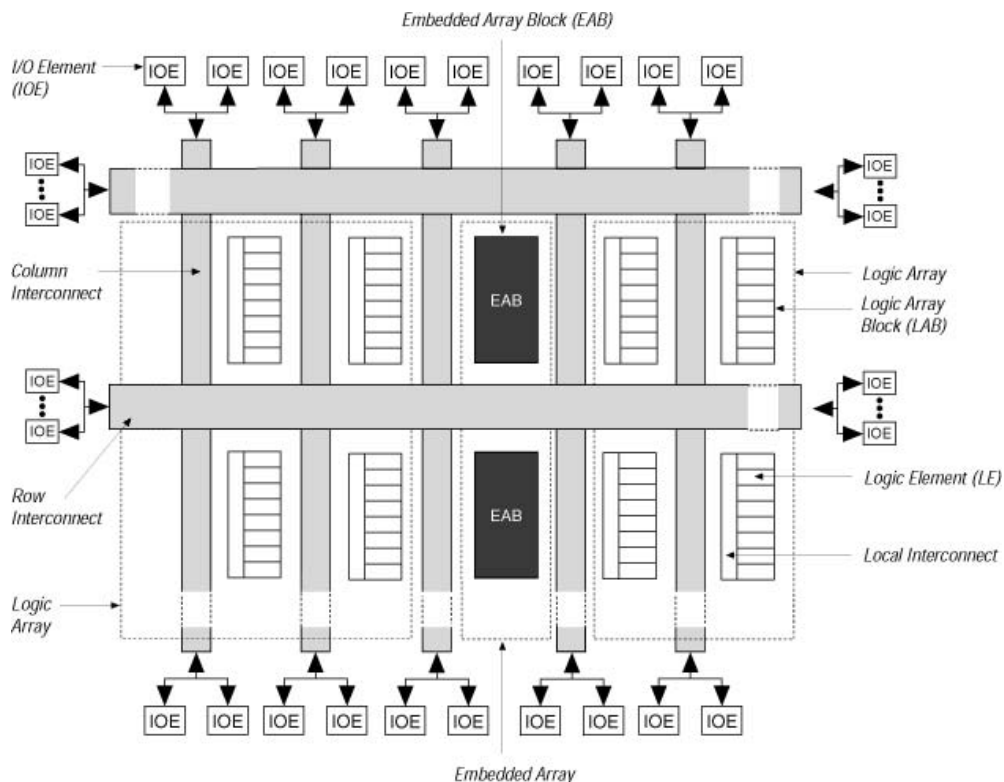 Embedded Array Block (EAB)
I/O Element
(IOE)
IOE IOE IOE IOE IOE IOE IOE IOE IOE IOE
IOE
IOE
IOE
IOE
Column
Interconnect
EAB
Logic Array
Logic Array
Block (LAB)
IOE
IOE
IOE
IOE
Row
Interconnect
EAB
Logic Element (LE)
Local Interconnect
Logic
Array
IOE IOE IOE IOE IOE IOE IOE IOE IOE IOE
Embedded Array